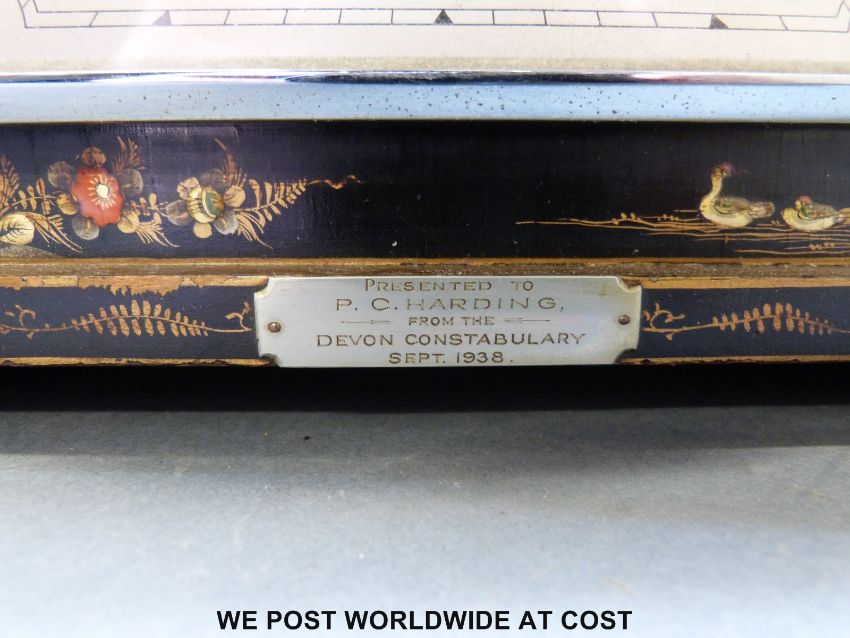 PRESENTED TO
P. C. HARDING,
FROM THE
DEVON CONSTABULARY
SEPT. 1938.
WE POST WORLDWIDE AT COST